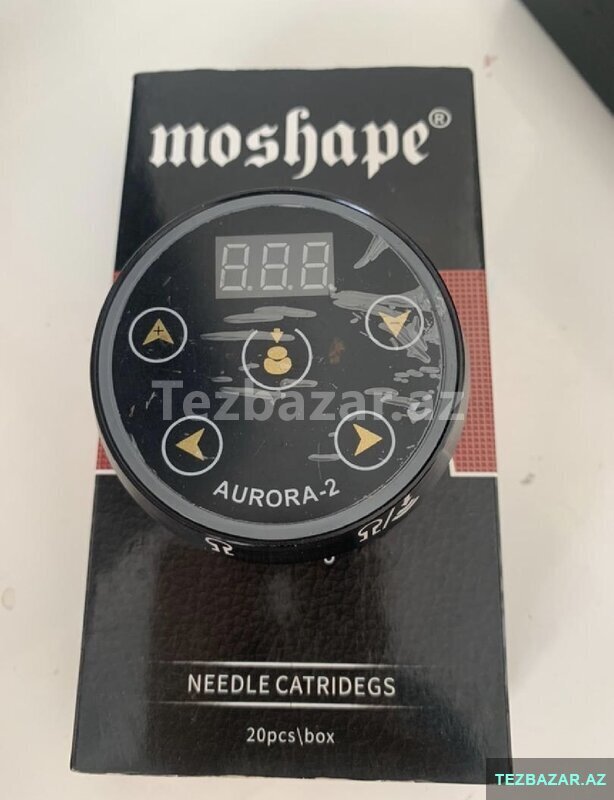 moshape®
8.8.8
Tezbazar.az
AURORA-2
NEEDLE CATRIDEGS
20pcs\box
TEZBAZAR.AZ